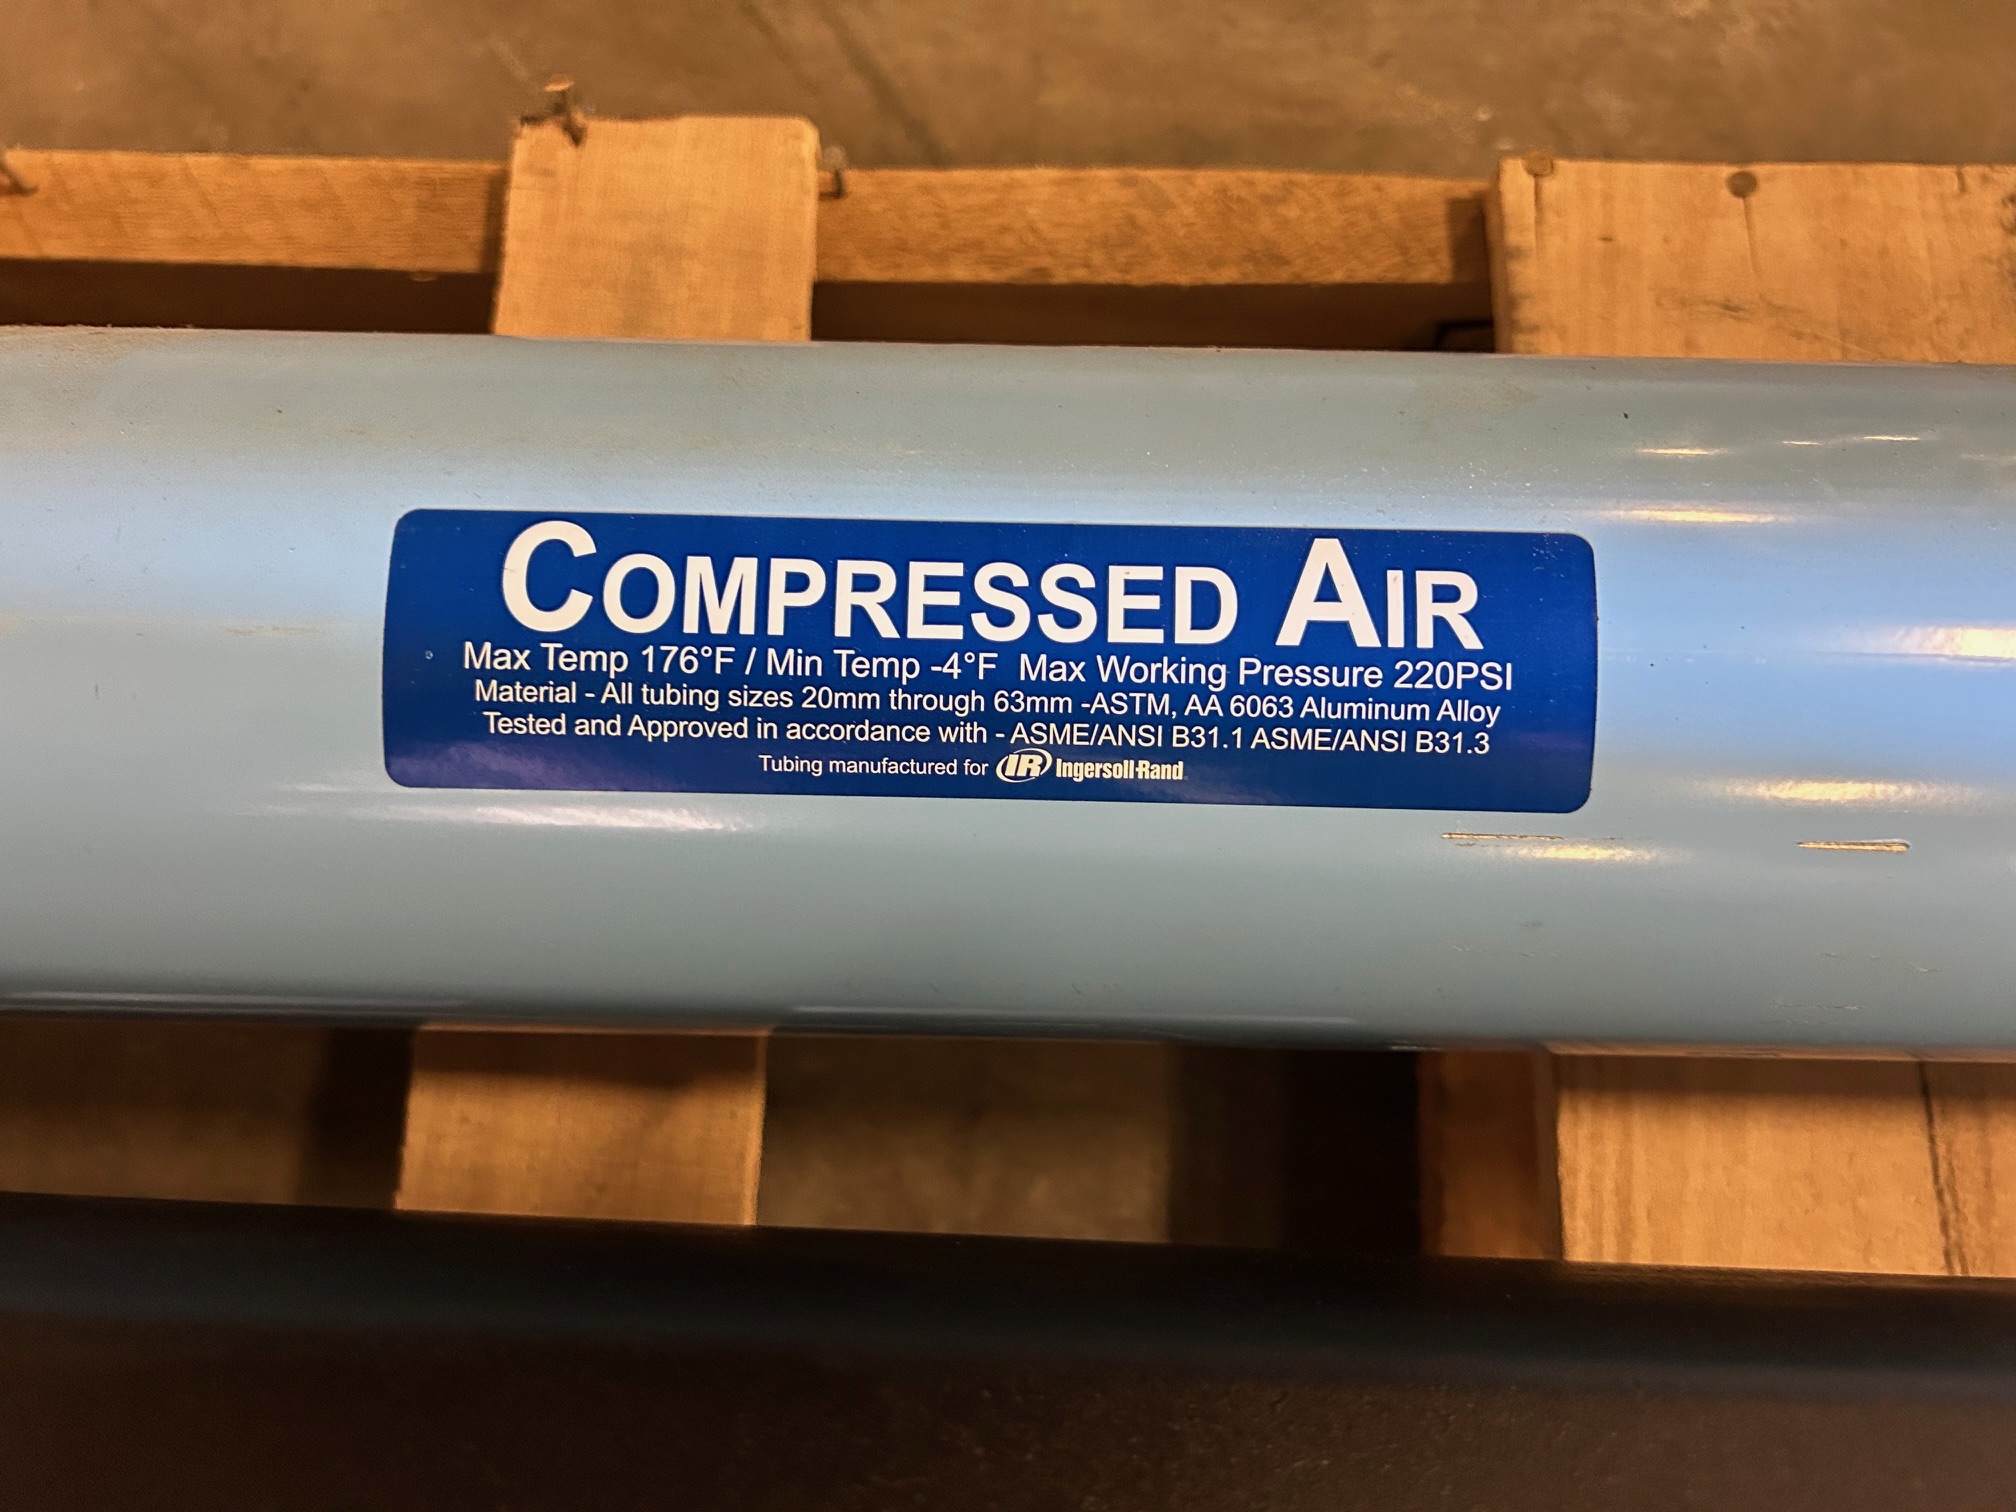 COMPRESSED AIR
Max Temp 176°F / Min Temp -4°F Max Working Pressure 220PSI
Material - All tubing sizes 20mm through 63mm -ASTM, AA 6063 Aluminum Alloy
Tested and Approved in accordance with - ASME/ANSI B31.1 ASME/ANSI B31.3
Tubing manufactured for IR Ingersoll-Rand